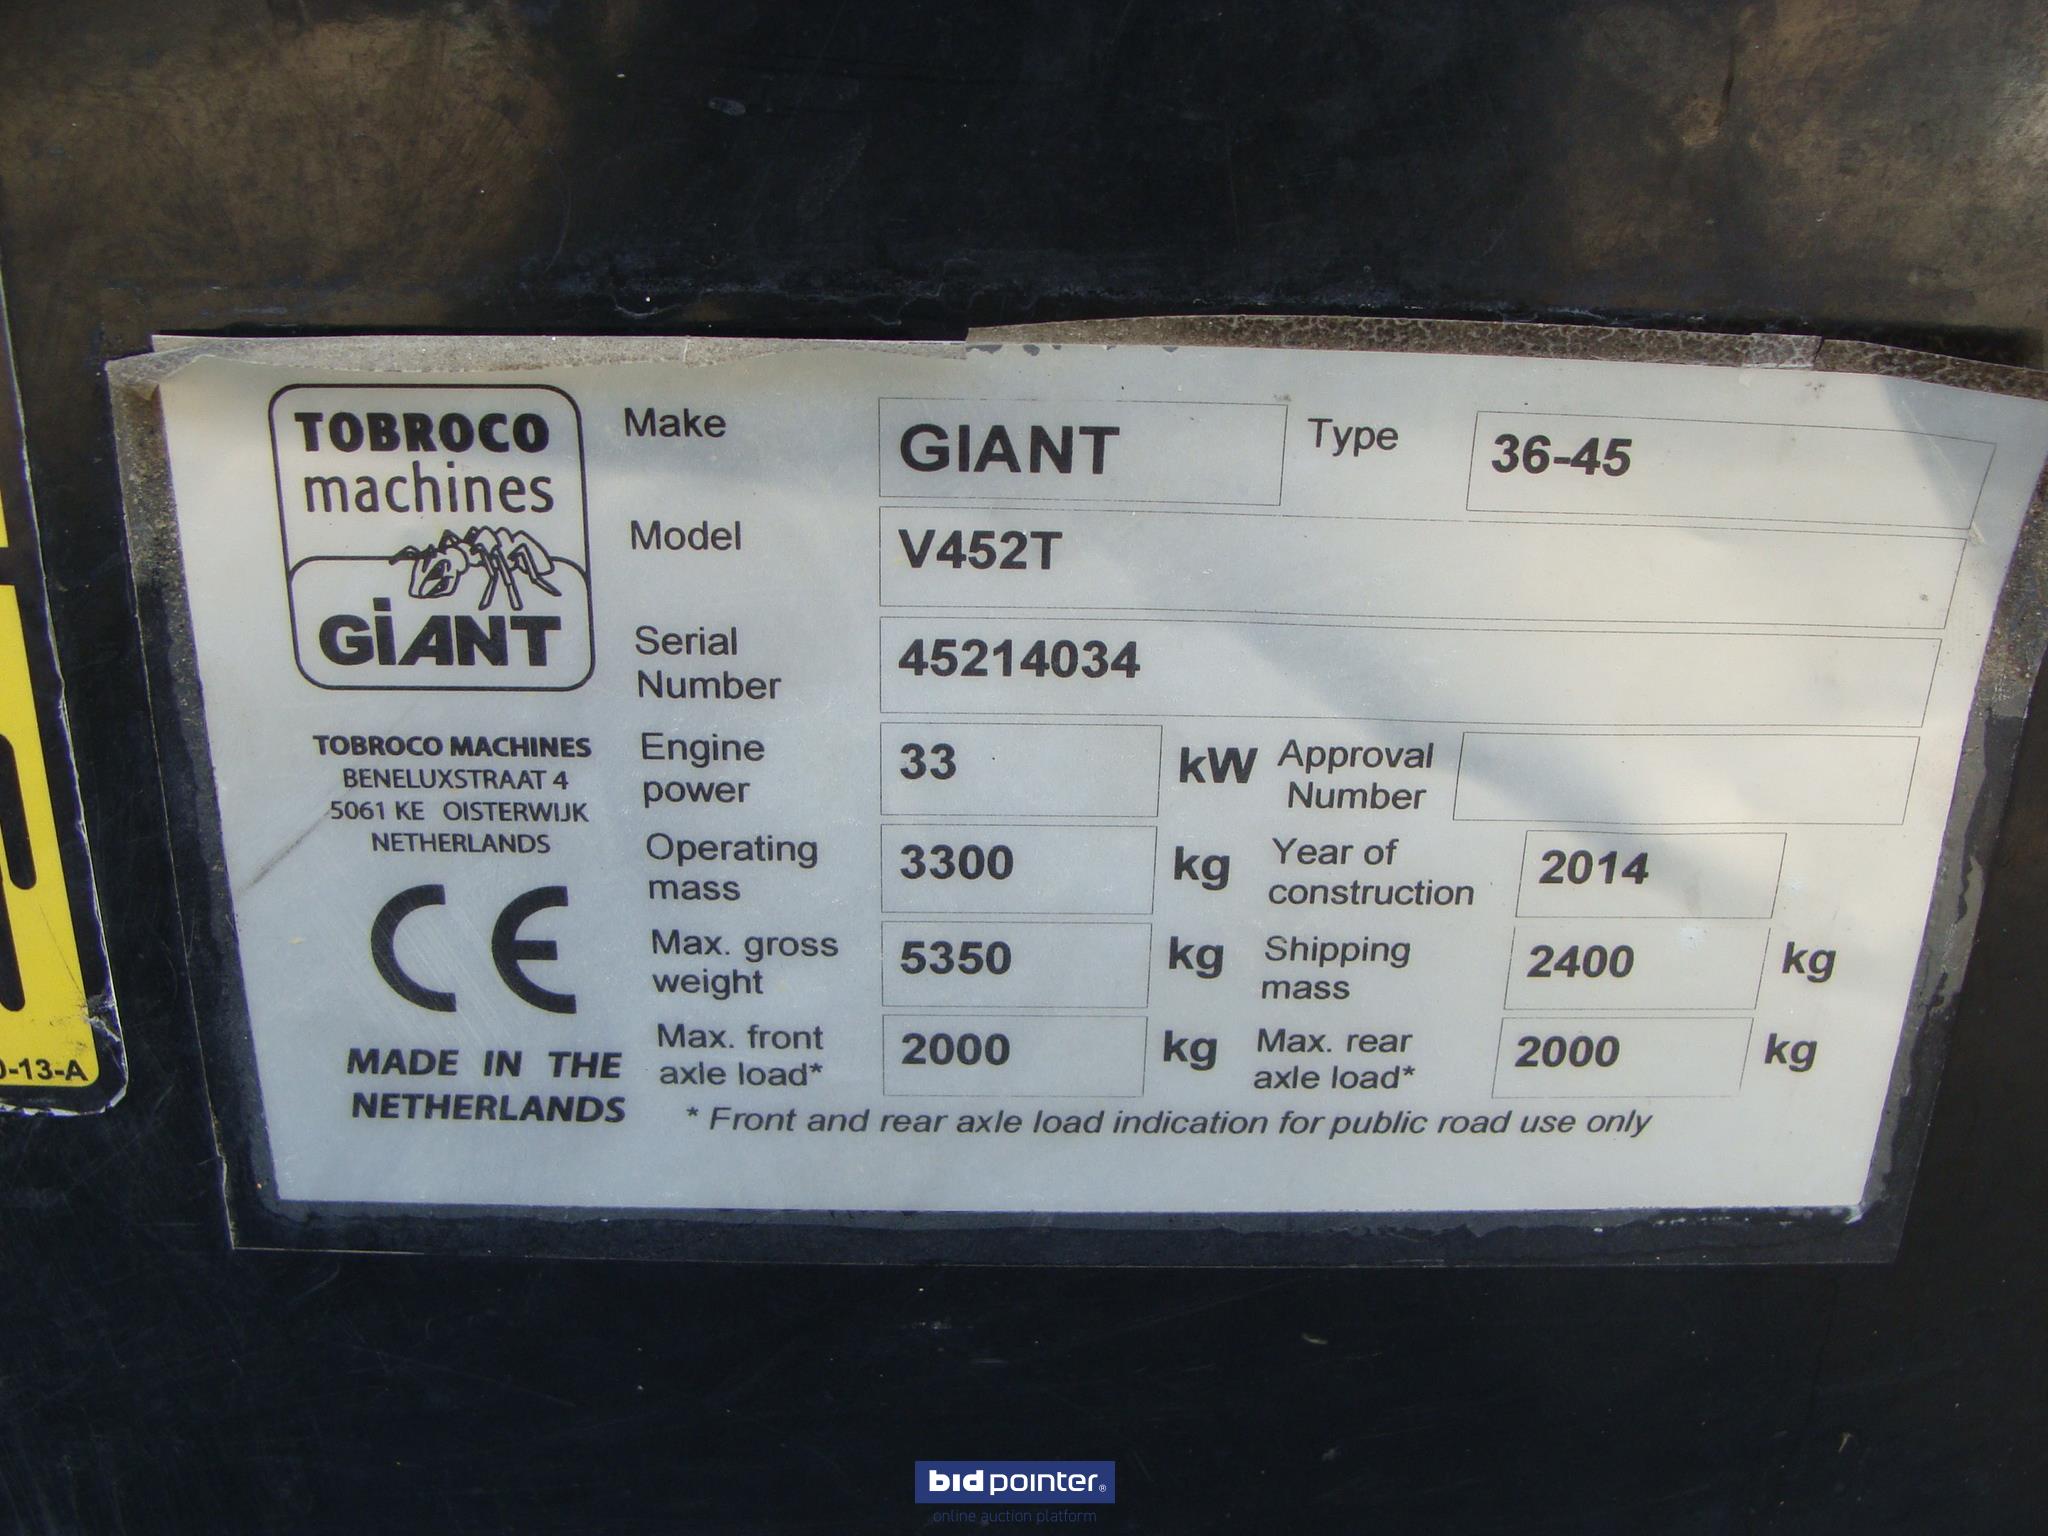 TOBROCO
machines
GiANT
TOBROCO MACHINES
BENELUXSTRAAT 4
5061 KE OISTERWIJK
NETHERLANDS
CE
MADE IN THE
NETHERLANDS
Make GIANT Type 36-45
Model V452T
Serial Number 45214034
Engine power 33 kW Approval Number
Operating mass 3300 kg Year of construction 2014
Max. gross weight 5350 kg Shipping mass 2400 kg
Max. front axle load* 2000 kg Max. rear axle load* 2000 kg
* Front and rear axle load indication for public road use only
-13-A
bidpointer®
online auction platform